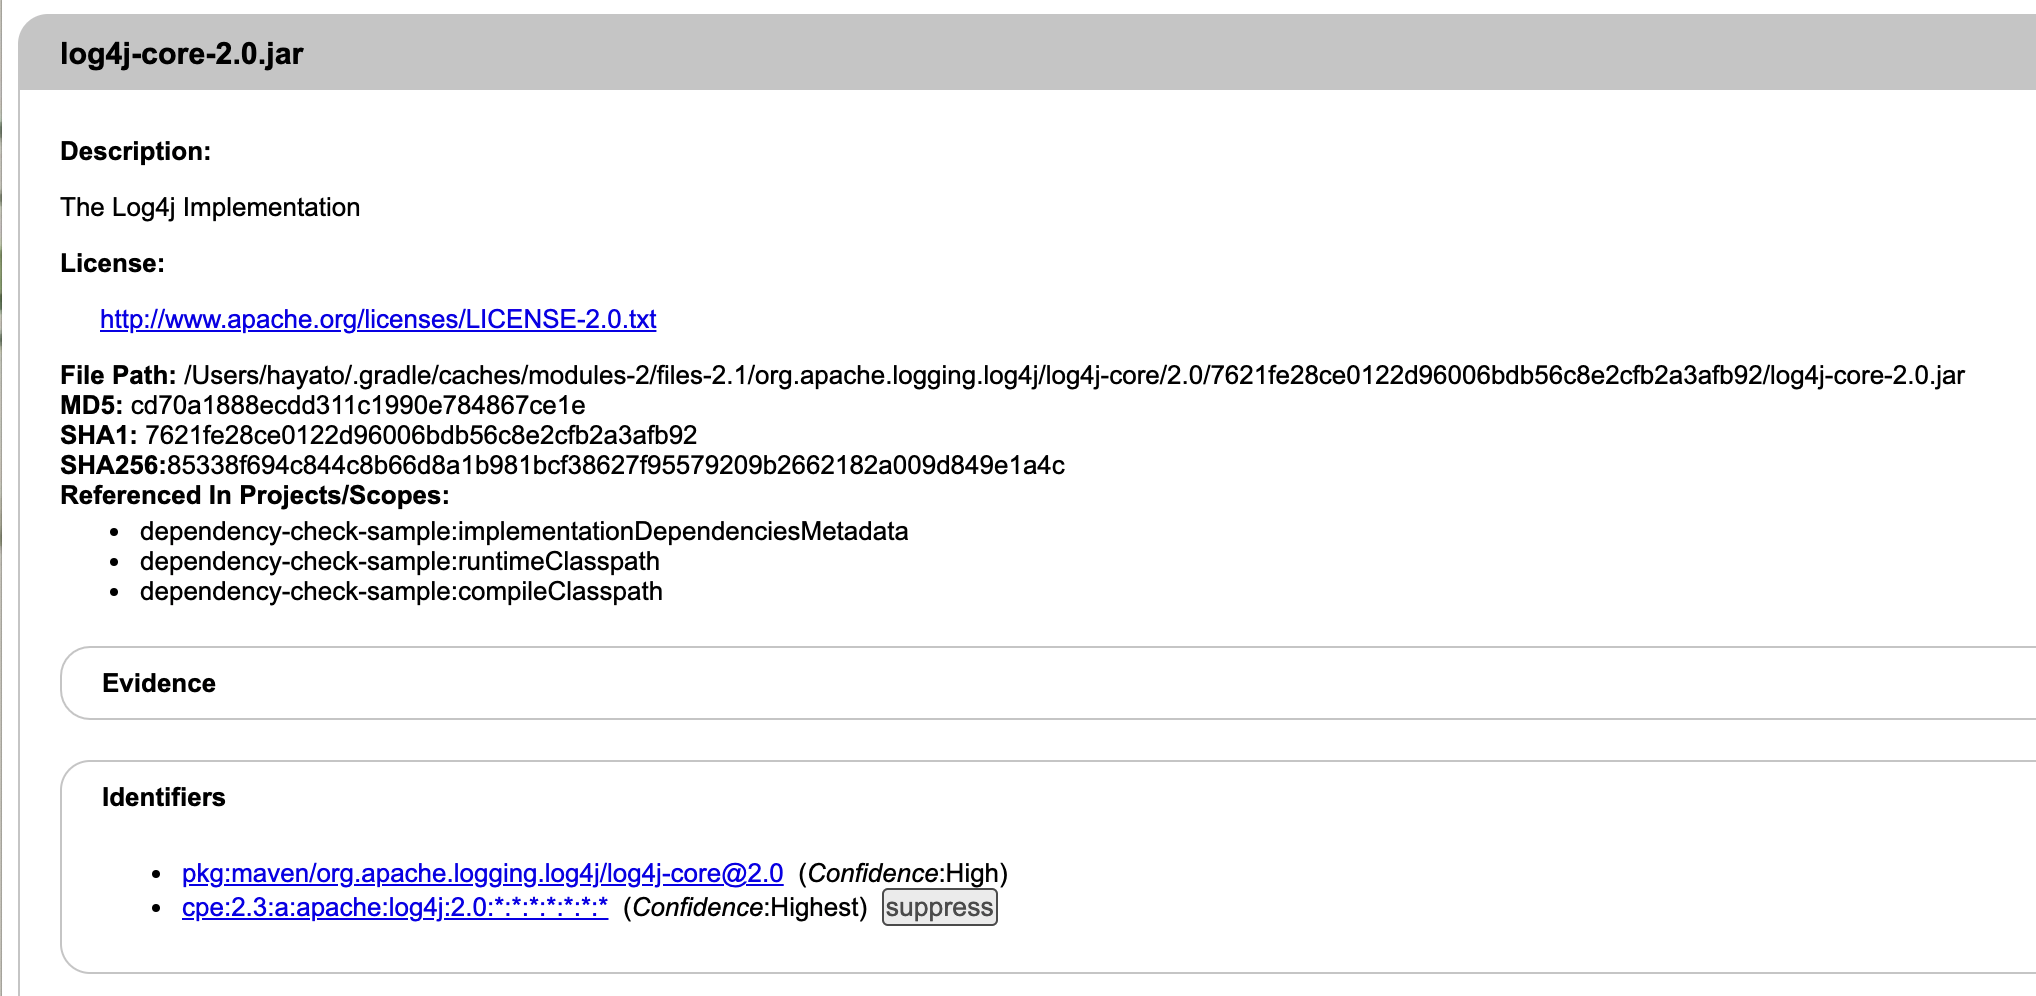 log4j-core-2.0.jar
Description:
The Log4j Implementation
License:
http://www.apache.org/licenses/LICENSE-2.0.txt
File Path: /Users/hayato/.gradle/caches/modules-2/files-2.1/org.apache.logging.log4j/log4j-core/2.0/7621fe28ce0122d96006bdb56c8e2cfb2a3afb92/log4j-core-2.0.jar
MD5: cd70a1888ecdd311c1990e784867ce1e
SHA1: 7621fe28ce0122d96006bdb56c8e2cfb2a3afb92
SHA256:85338f694c844c8b66d8a1b981bcf38627f95579209b2662182a009d849e1a4c
Referenced In Projects/Scopes:
• dependency-check-sample:implementationDependenciesMetadata
• dependency-check-sample:runtimeClasspath
• dependency-check-sample:compileClasspath
Evidence
Identifiers
• pkg:maven/org.apache.logging.log4j/log4j-core@2.0 (Confidence:High)
• cpe:2.3:a:apache:log4j:2.0:*:*:*:*:*:*:* (Confidence:Highest) suppress